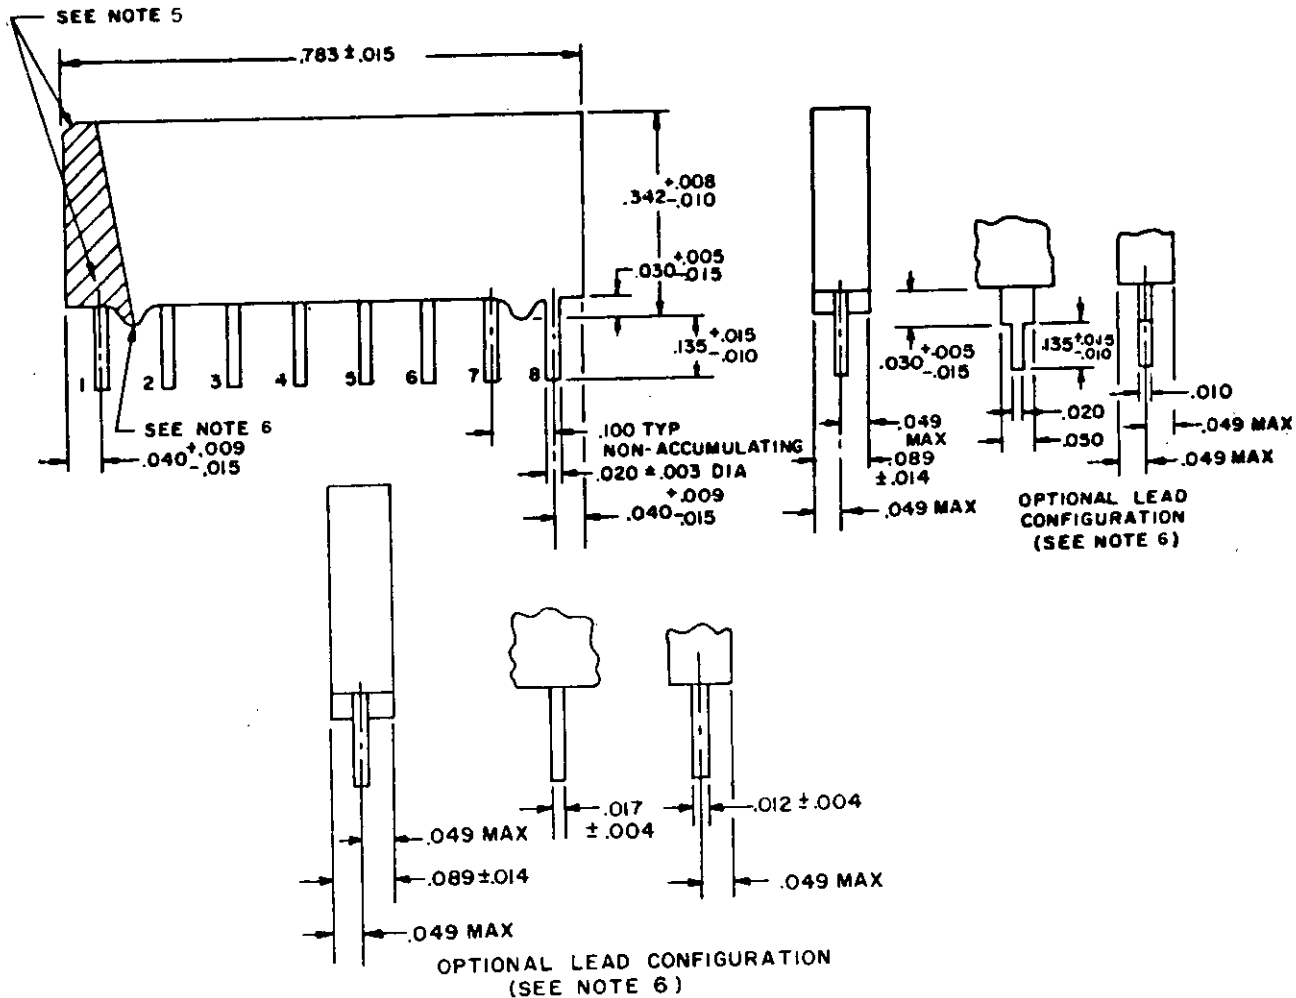 SEE NOTE 5
.783 ±.015
.342 +.008 -.010
.030 +.005 -.015
.135 +.015 -.010
1 2 3 4 5 6 7 8
SEE NOTE 6
.040 +.009 -.015
.100 TYP
NON-ACCUMULATING
.020 ±.003 DIA
.040 +.009 -.015
.030 +.005 -.015
.049
MAX
.089
±.014
.049 MAX
.135 +.015 -.010
.020
.050
.010
.049 MAX
.049 MAX
OPTIONAL LEAD
CONFIGURATION
(SEE NOTE 6)
.049 MAX
.089±.014
.049 MAX
.017
±.004
.012 ±.004
.049 MAX
OPTIONAL LEAD CONFIGURATION
(SEE NOTE 6)